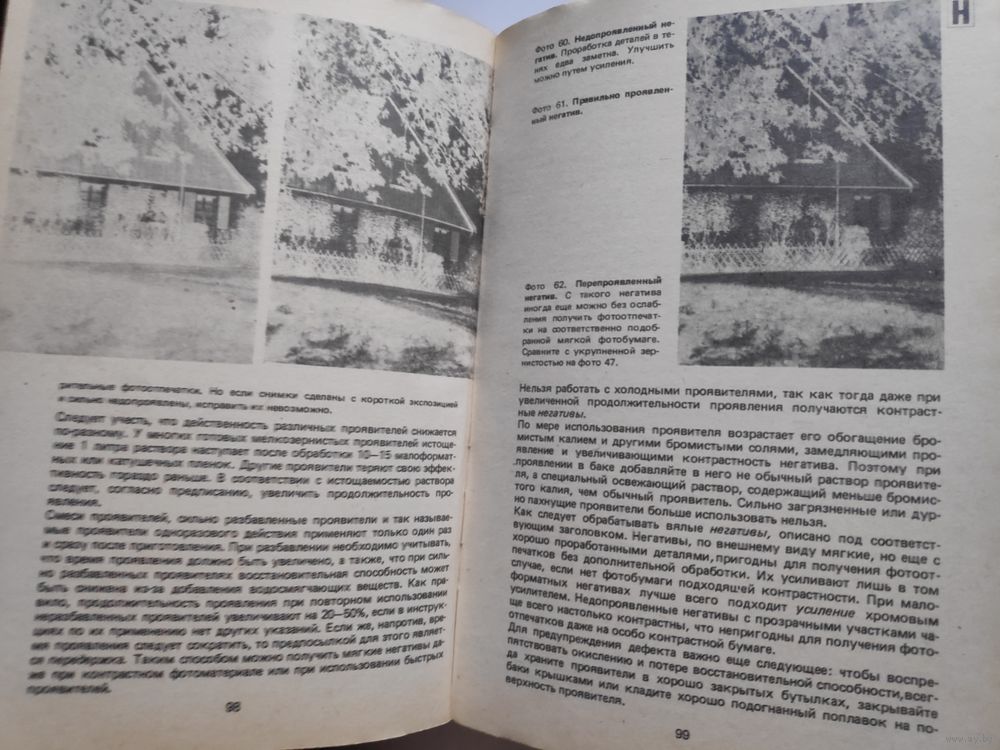 рительные фотоотпечатки. Но если снимки сделаны с короткой экспозицией
и сильно недопроявлены, исправить их невозможно.
Следует учесть, что действенность различных проявителей снижается
по-разному. У многих готовых мелкозернистых проявителей истоще-
ние 1 литра раствора наступает после обработки 10—15 малоформат-
ных или катушечных пленок. Другие проявители теряют свою эффек-
тивность гораздо раньше. В соответствии с истощаемостью раствора
следует, согласно предписанию, увеличить продолжительность про-
явления.
Смеси проявителей, сильно разбавленные проявители и так называе-
мые проявители одноразового действия применяют только один раз
и сразу после приготовления. При разбавлении необходимо учитывать,
что время проявления должно быть увеличено, а также, что при силь-
но разбавленных проявителях восстановительная способность может
быть снижена из-за добавления водосмягчающих веществ. Как пра-
вило, продолжительность проявления при повторном использовании
неразбавленных проявителей увеличивают на 20—50%, если в инструк-
циях по их применению нет других указаний. Если же, напротив, вре-
мя проявления следует сократить, то предпосылкой для этого являет-
ся передержка. Таким способом можно получить мягкие негативы да-
же при контрастном фотоматериале или при использовании быстрых
проявителей.
98
Н
Фото 60. Недопроявленный не-
гатив. Проработка деталей в те-
нях едва заметна. Улучшить
можно путем усиления.
Фото 61. Правильно проявлен-
ный негатив.
Фото 62. Перепроявленный
негатив. С такого негатива
иногда еще можно без ослаб-
ления получить фотоотпечат-
ки на соответственно подоб-
ранной мягкой фотобумаге.
Сравните с укрупненной зер-
нистостью на фото 47.
Нельзя работать с холодными проявителями, так как тогда даже при
увеличенной продолжительности проявления получаются контраст-
ные негативы.
По мере использования проявителя возрастает его обогащение бро-
мистым калием и другими бромистыми солями, замедляющими про-
явление и увеличивающими контрастность негатива. Поэтому при
проявлении в баке добавляйте в него не обычный раствор проявите-
ля, а специальный освежающий раствор, содержащий меньше бромис-
того калия, чем обычный проявитель. Сильно загрязненные или дур-
но пахнущие проявители больше использовать нельзя.
Как следует обрабатывать вялые негативы, описано под соответст-
вующим заголовком. Негативы, по внешнему виду мягкие, но еще с
хорошо проработанными деталями, пригодны для получения фотоот-
печатков без дополнительной обработки. Их усиливают лишь в том
случае, если нет фотобумаги подходящей контрастности. При мало-
форматных негативах лучше всего подходит усиление хромовым
усилителем. Недопроявленные негативы с прозрачными участками ча-
ще всего настолько контрастны, что непригодны для получения фото-
отпечатков даже на особо контрастной бумаге.
Для предупреждения дефекта важно еще следующее: чтобы воспре-
пятствовать окислению и потере восстановительной способности, всег-
да храните проявители в хорошо закрытых бутылках, закрывайте
баки крышками или кладите хорошо подогнанный поплавок на по-
верхность проявителя.
99